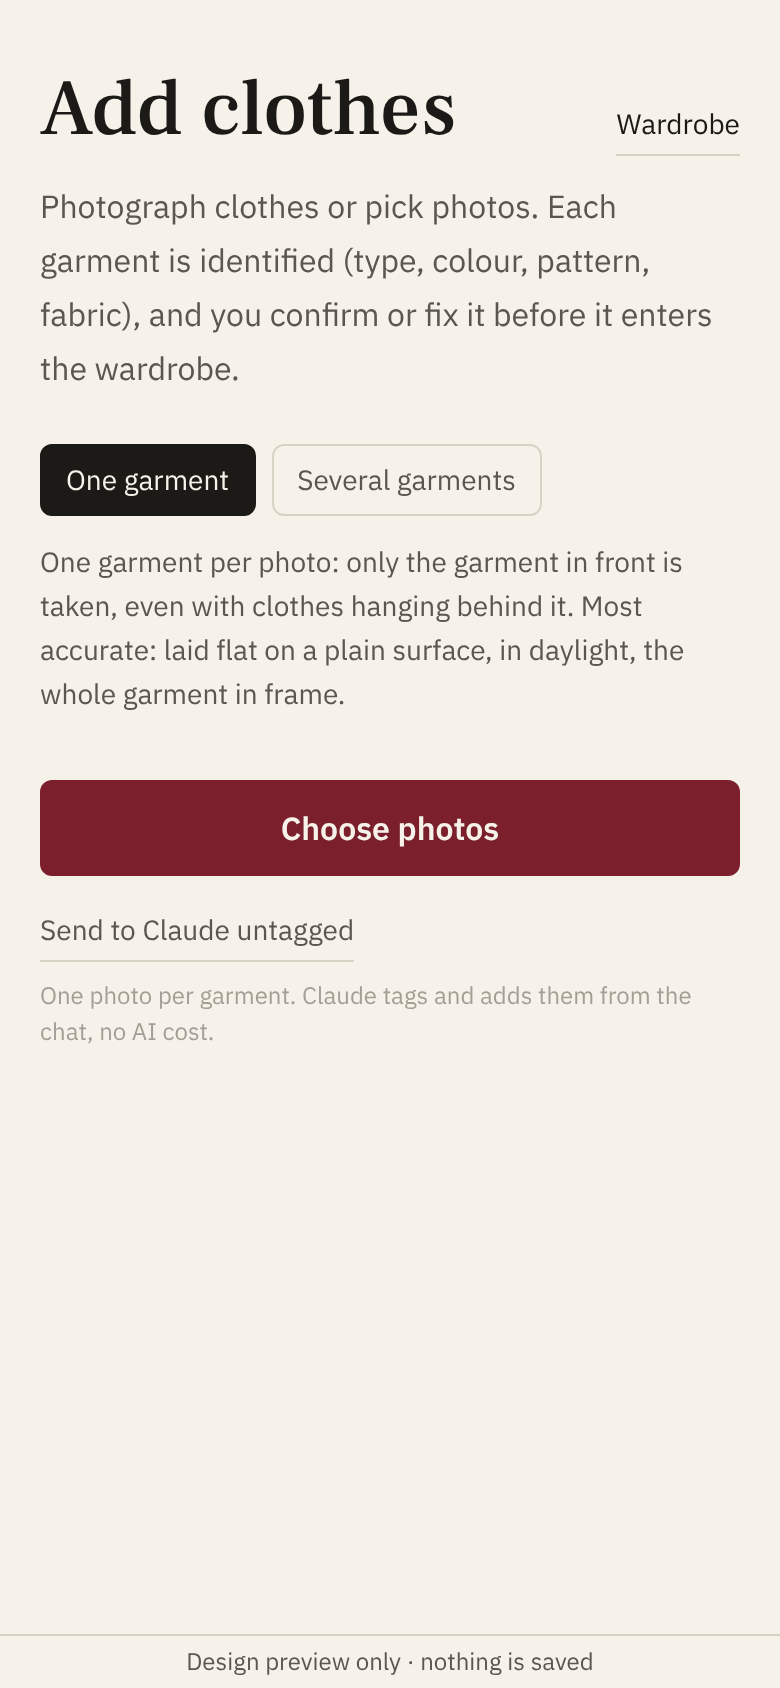 Add clothes
Wardrobe
Photograph clothes or pick photos. Each
garment is identified (type, colour, pattern,
fabric), and you confirm or fix it before it enters
the wardrobe.
One garment
Several garments
One garment per photo: only the garment in front is
taken, even with clothes hanging behind it. Most
accurate: laid flat on a plain surface, in daylight, the
whole garment in frame.
Choose photos
Send to Claude untagged
One photo per garment. Claude tags and adds them from the
chat, no AI cost.
Design preview only · nothing is saved